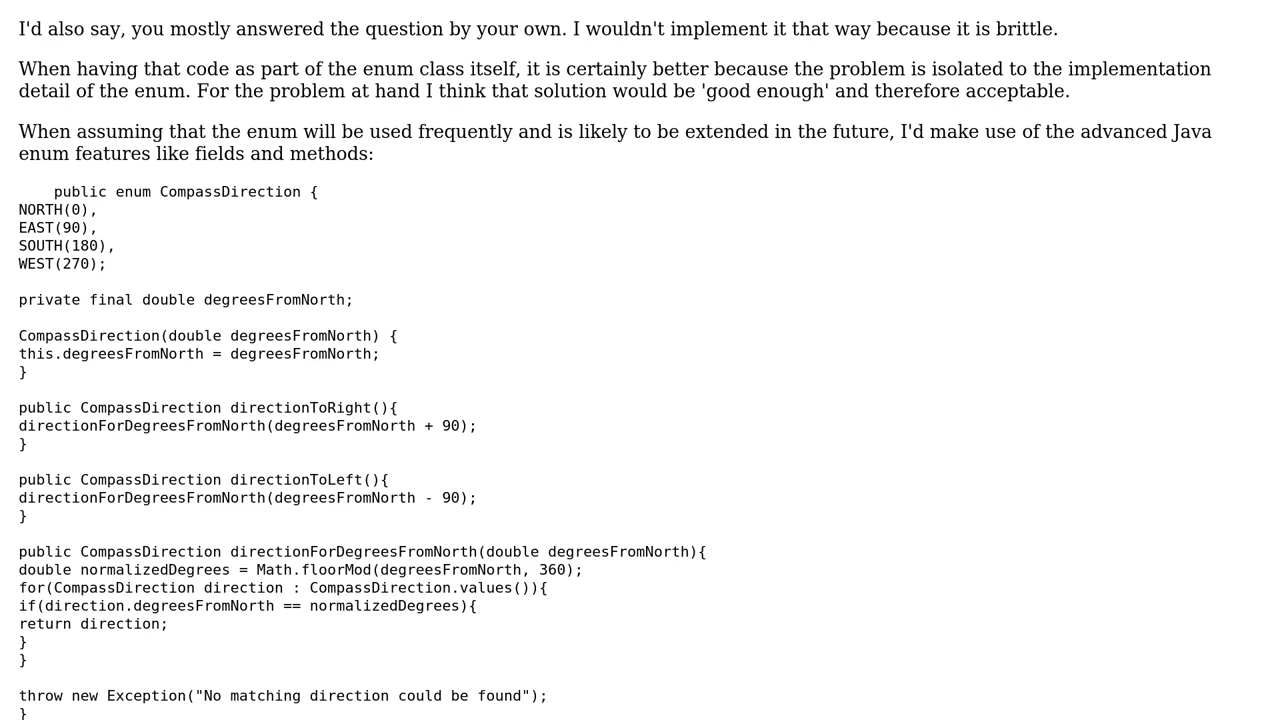 I'd also say, you mostly answered the question by your own. I wouldn't implement it that way because it is brittle.
When having that code as part of the enum class itself, it is certainly better because the problem is isolated to the implementation
detail of the enum. For the problem at hand I think that solution would be 'good enough' and therefore acceptable.
When assuming that the enum will be used frequently and is likely to be extended in the future, I'd make use of the advanced Java
enum features like fields and methods:
public enum CompassDirection {
NORTH(0),
EAST(90),
SOUTH(180),
WEST(270);
private final double degreesFromNorth;
CompassDirection(double degreesFromNorth) {
this.degreesFromNorth = degreesFromNorth;
}
public CompassDirection directionToRight(){
directionForDegreesFromNorth(degreesFromNorth + 90);
}
public CompassDirection directionToLeft(){
directionForDegreesFromNorth(degreesFromNorth - 90);
}
public CompassDirection directionForDegreesFromNorth(double degreesFromNorth){
double normalizedDegrees = Math.floorMod(degreesFromNorth, 360);
for(CompassDirection direction : CompassDirection.values()){
if(direction.degreesFromNorth == normalizedDegrees){
return direction;
}
}
throw new Exception("No matching direction could be found");
}